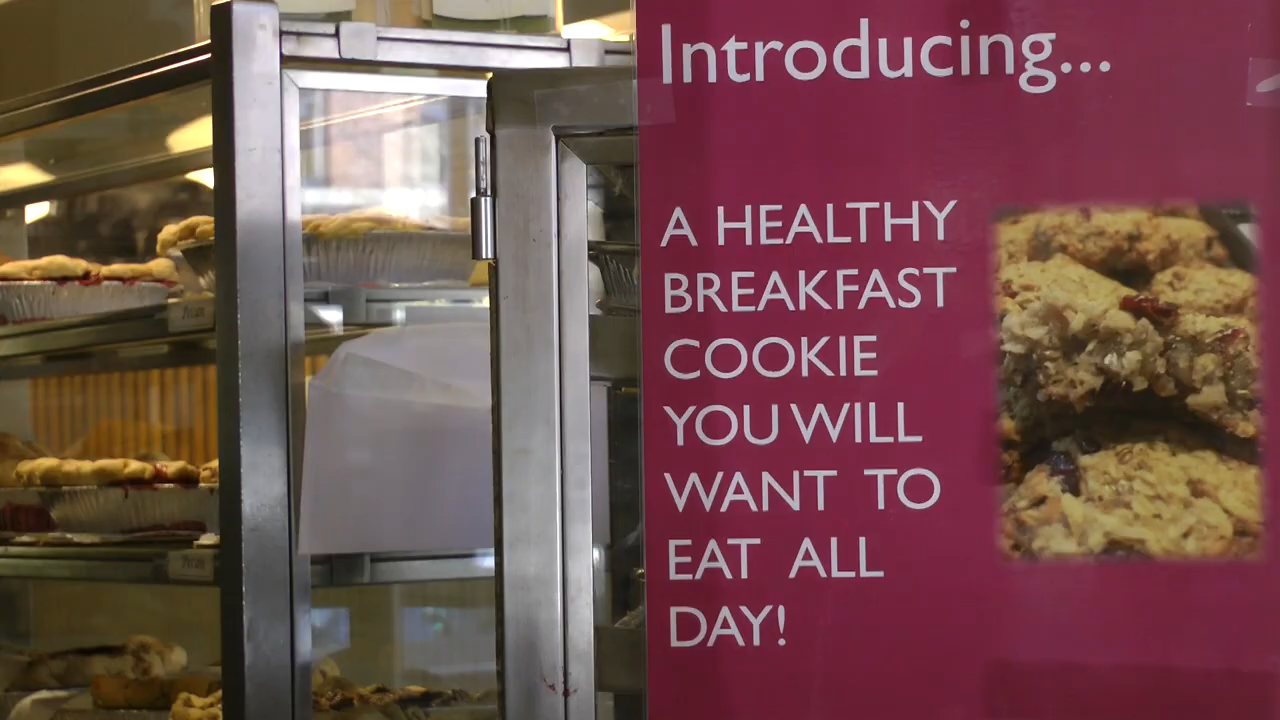 Introducing...
A HEALTHY
BREAKFAST
COOKIE
YOU WILL
WANT TO
EAT ALL
DAY!